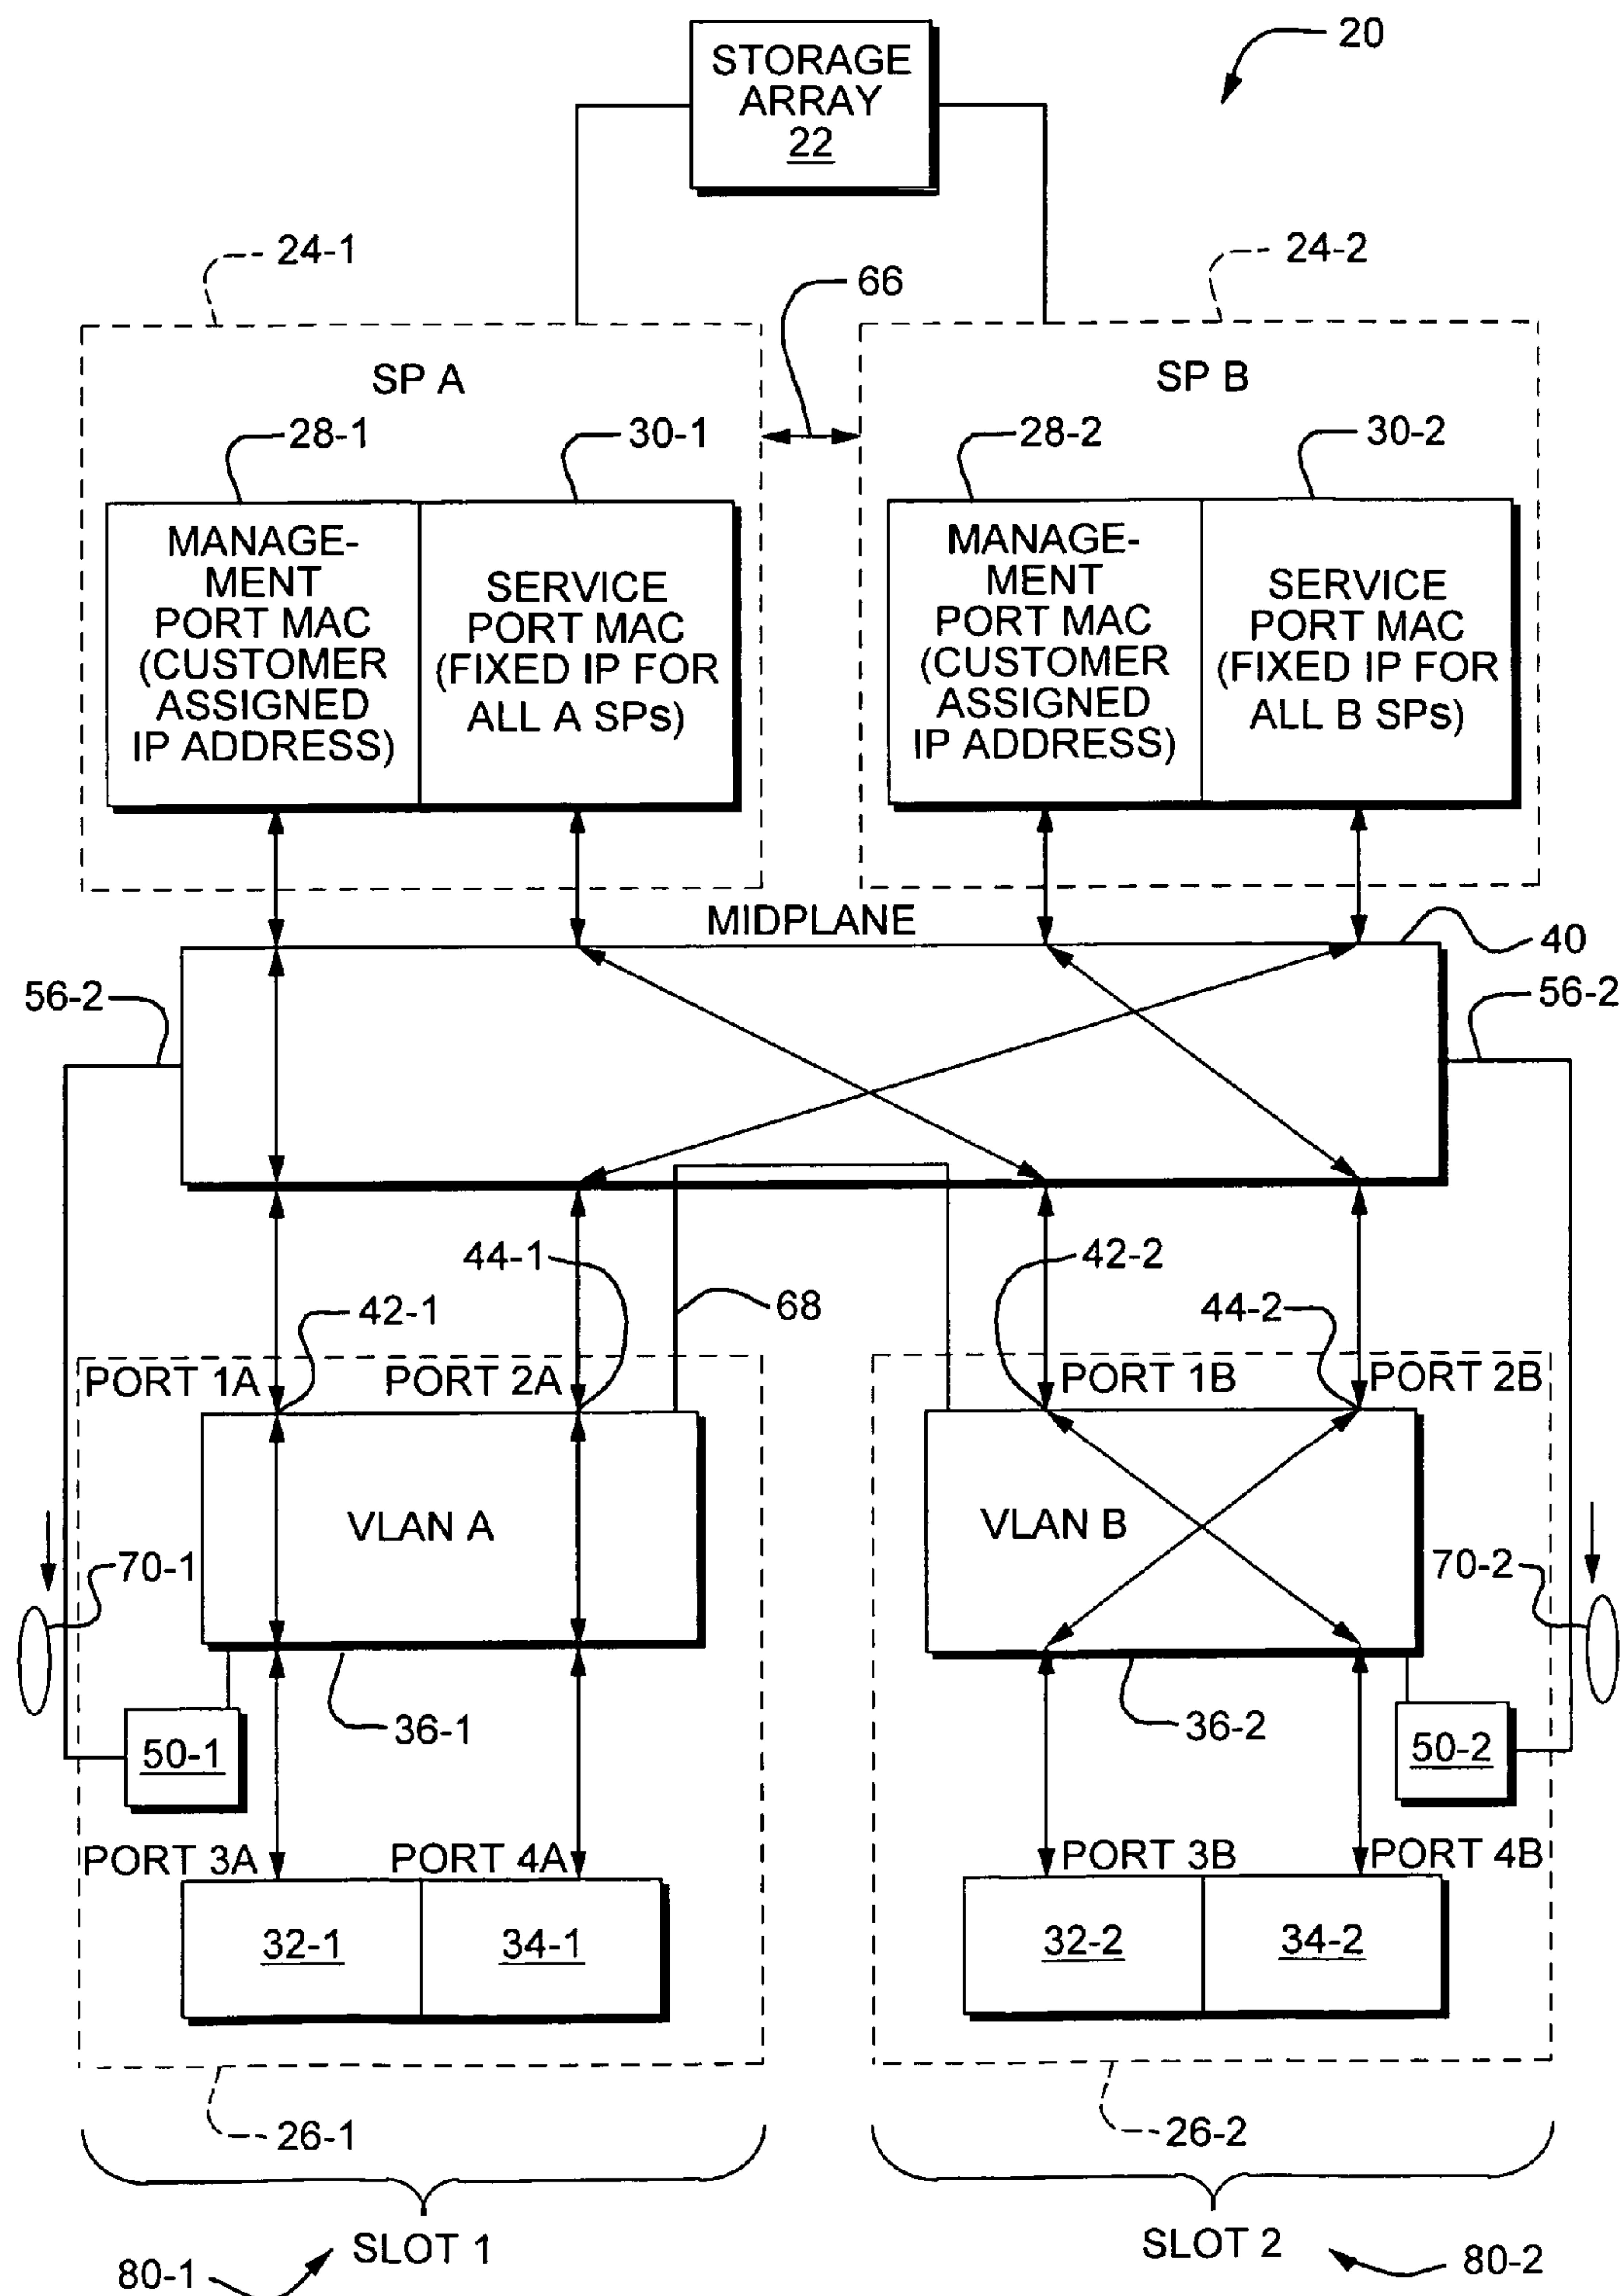 20
STORAGE
ARRAY
22
24-1
24-2
66
SP A
SP B
28-1
30-1
28-2
30-2
MANAGE-
MENT
PORT MAC
(CUSTOMER
ASSIGNED
IP ADDRESS)
SERVICE
PORT MAC
(FIXED IP FOR
ALL A SPs)
MANAGE-
MENT
PORT MAC
(CUSTOMER
ASSIGNED
IP ADDRESS)
SERVICE
PORT MAC
(FIXED IP FOR
ALL B SPs)
MIDPLANE
40
56-2
56-2
44-1
42-2
42-1
68
44-2
PORT 1A
PORT 2A
PORT 1B
PORT 2B
VLAN A
VLAN B
70-1
70-2
36-1
36-2
50-1
50-2
PORT 3A
PORT 4A
PORT 3B
PORT 4B
32-1
34-1
32-2
34-2
26-1
26-2
SLOT 1
SLOT 2
80-1
80-2